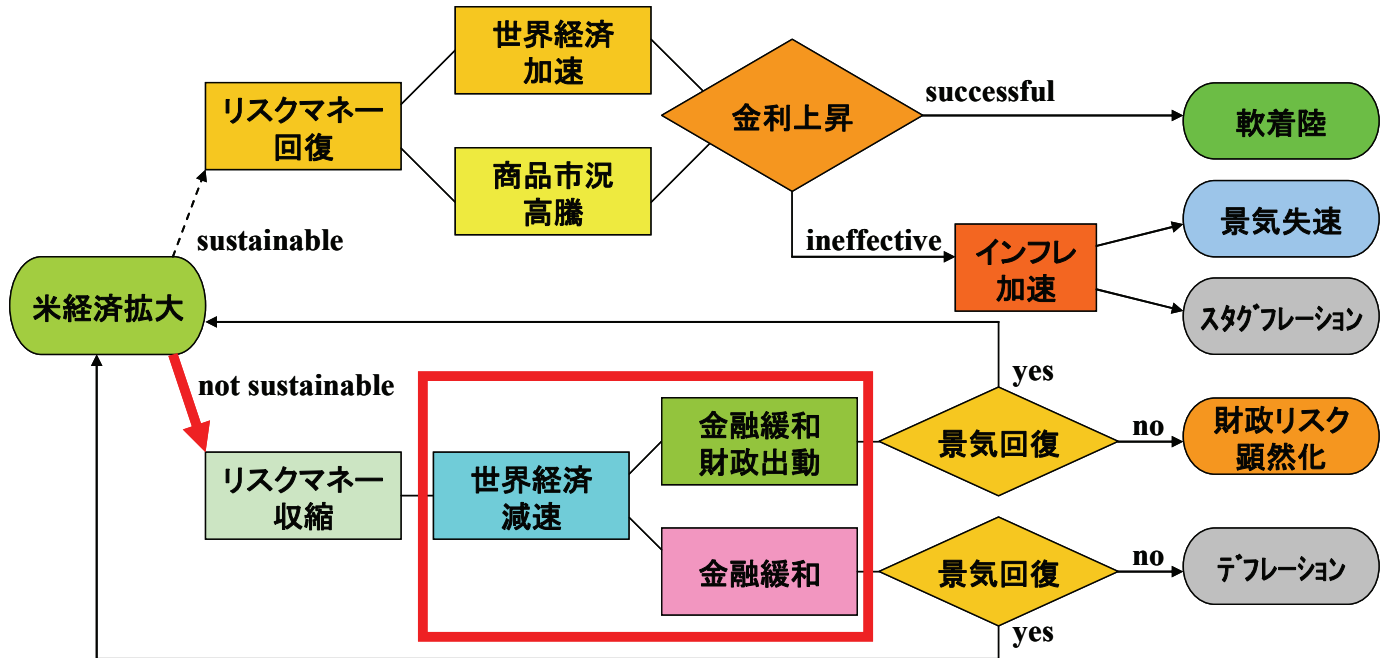 世界経済
加速
リスクマネー
回復
商品市況
高騰
金利上昇
successful
軟着陸
sustainable
ineffective
インフレ
加速
景気失速
スタグフレーション
米経済拡大
not sustainable
リスクマネー
収縮
世界経済
減速
金融緩和
財政出動
金融緩和
yes
景気回復
no
財政リスク
顕然化
景気回復
no
デフレーション
yes